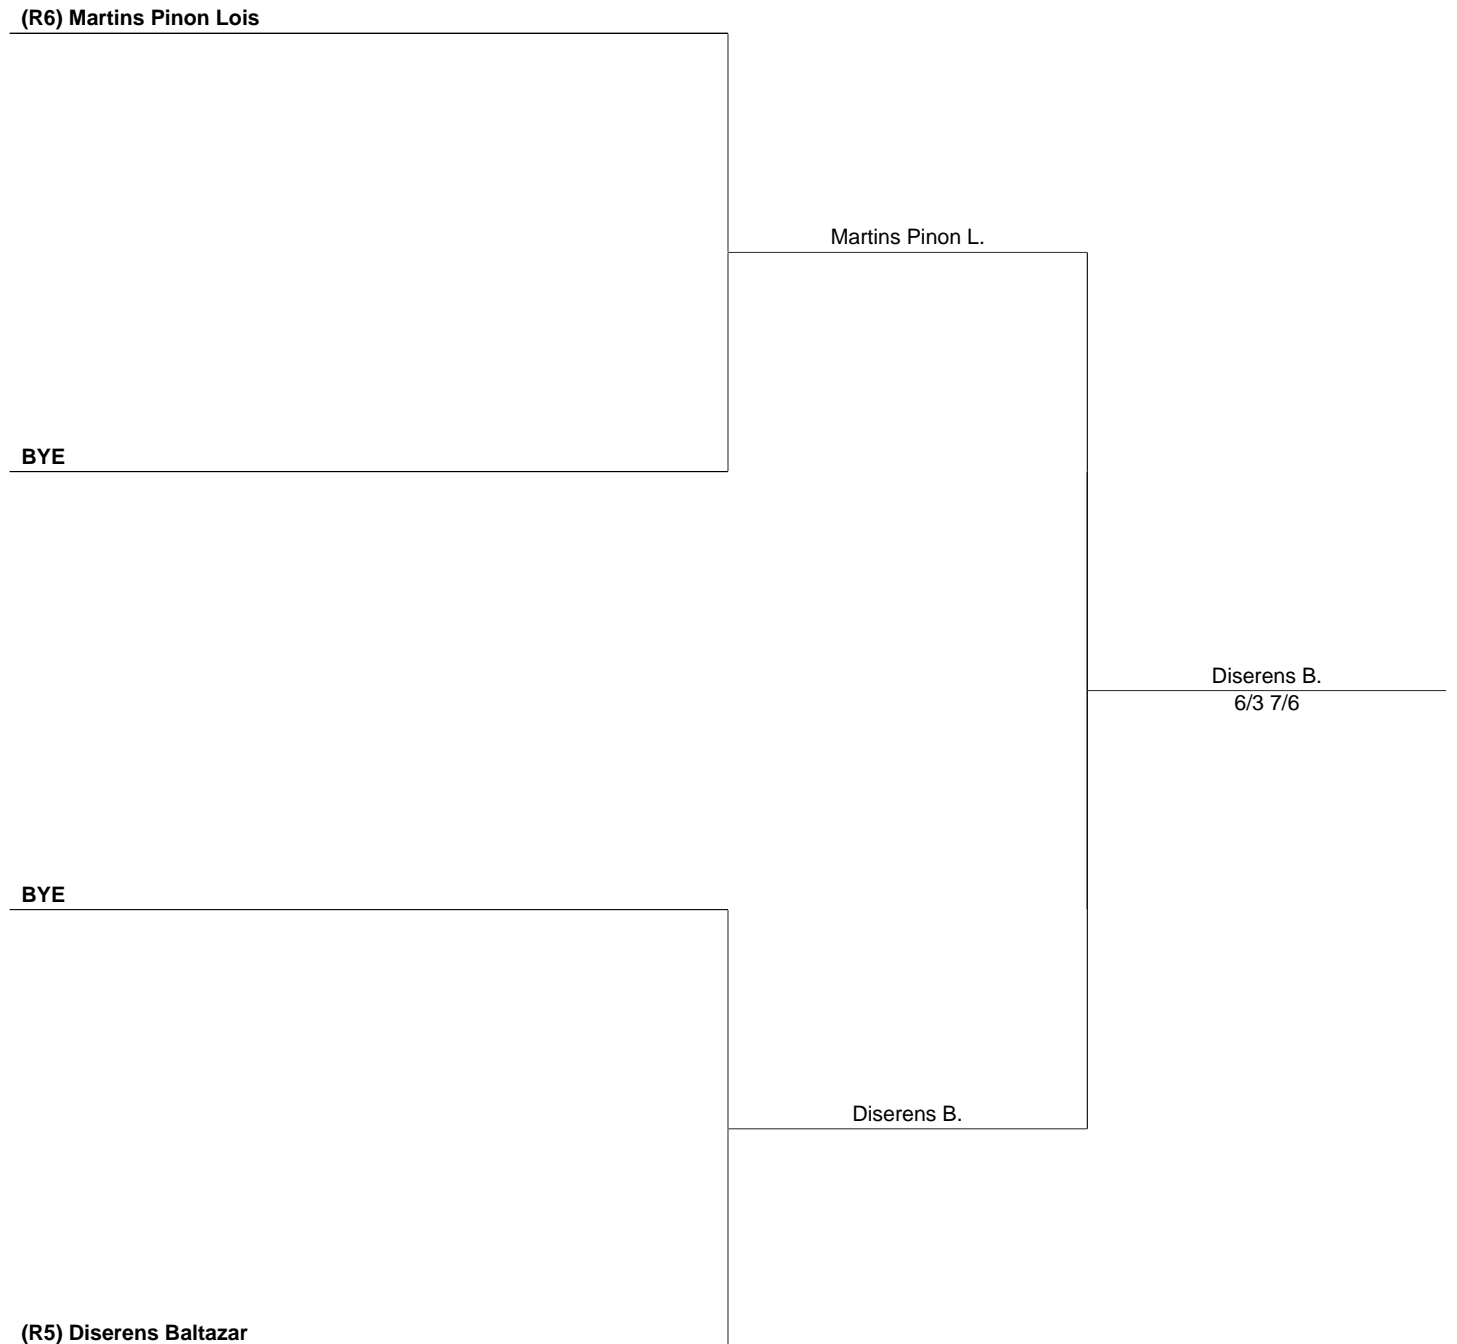 (R6) Martins Pinon Lois
Martins Pinon L.
BYE
Diserens B.
6/3 7/6
BYE
Diserens B.
(R5) Diserens Baltazar